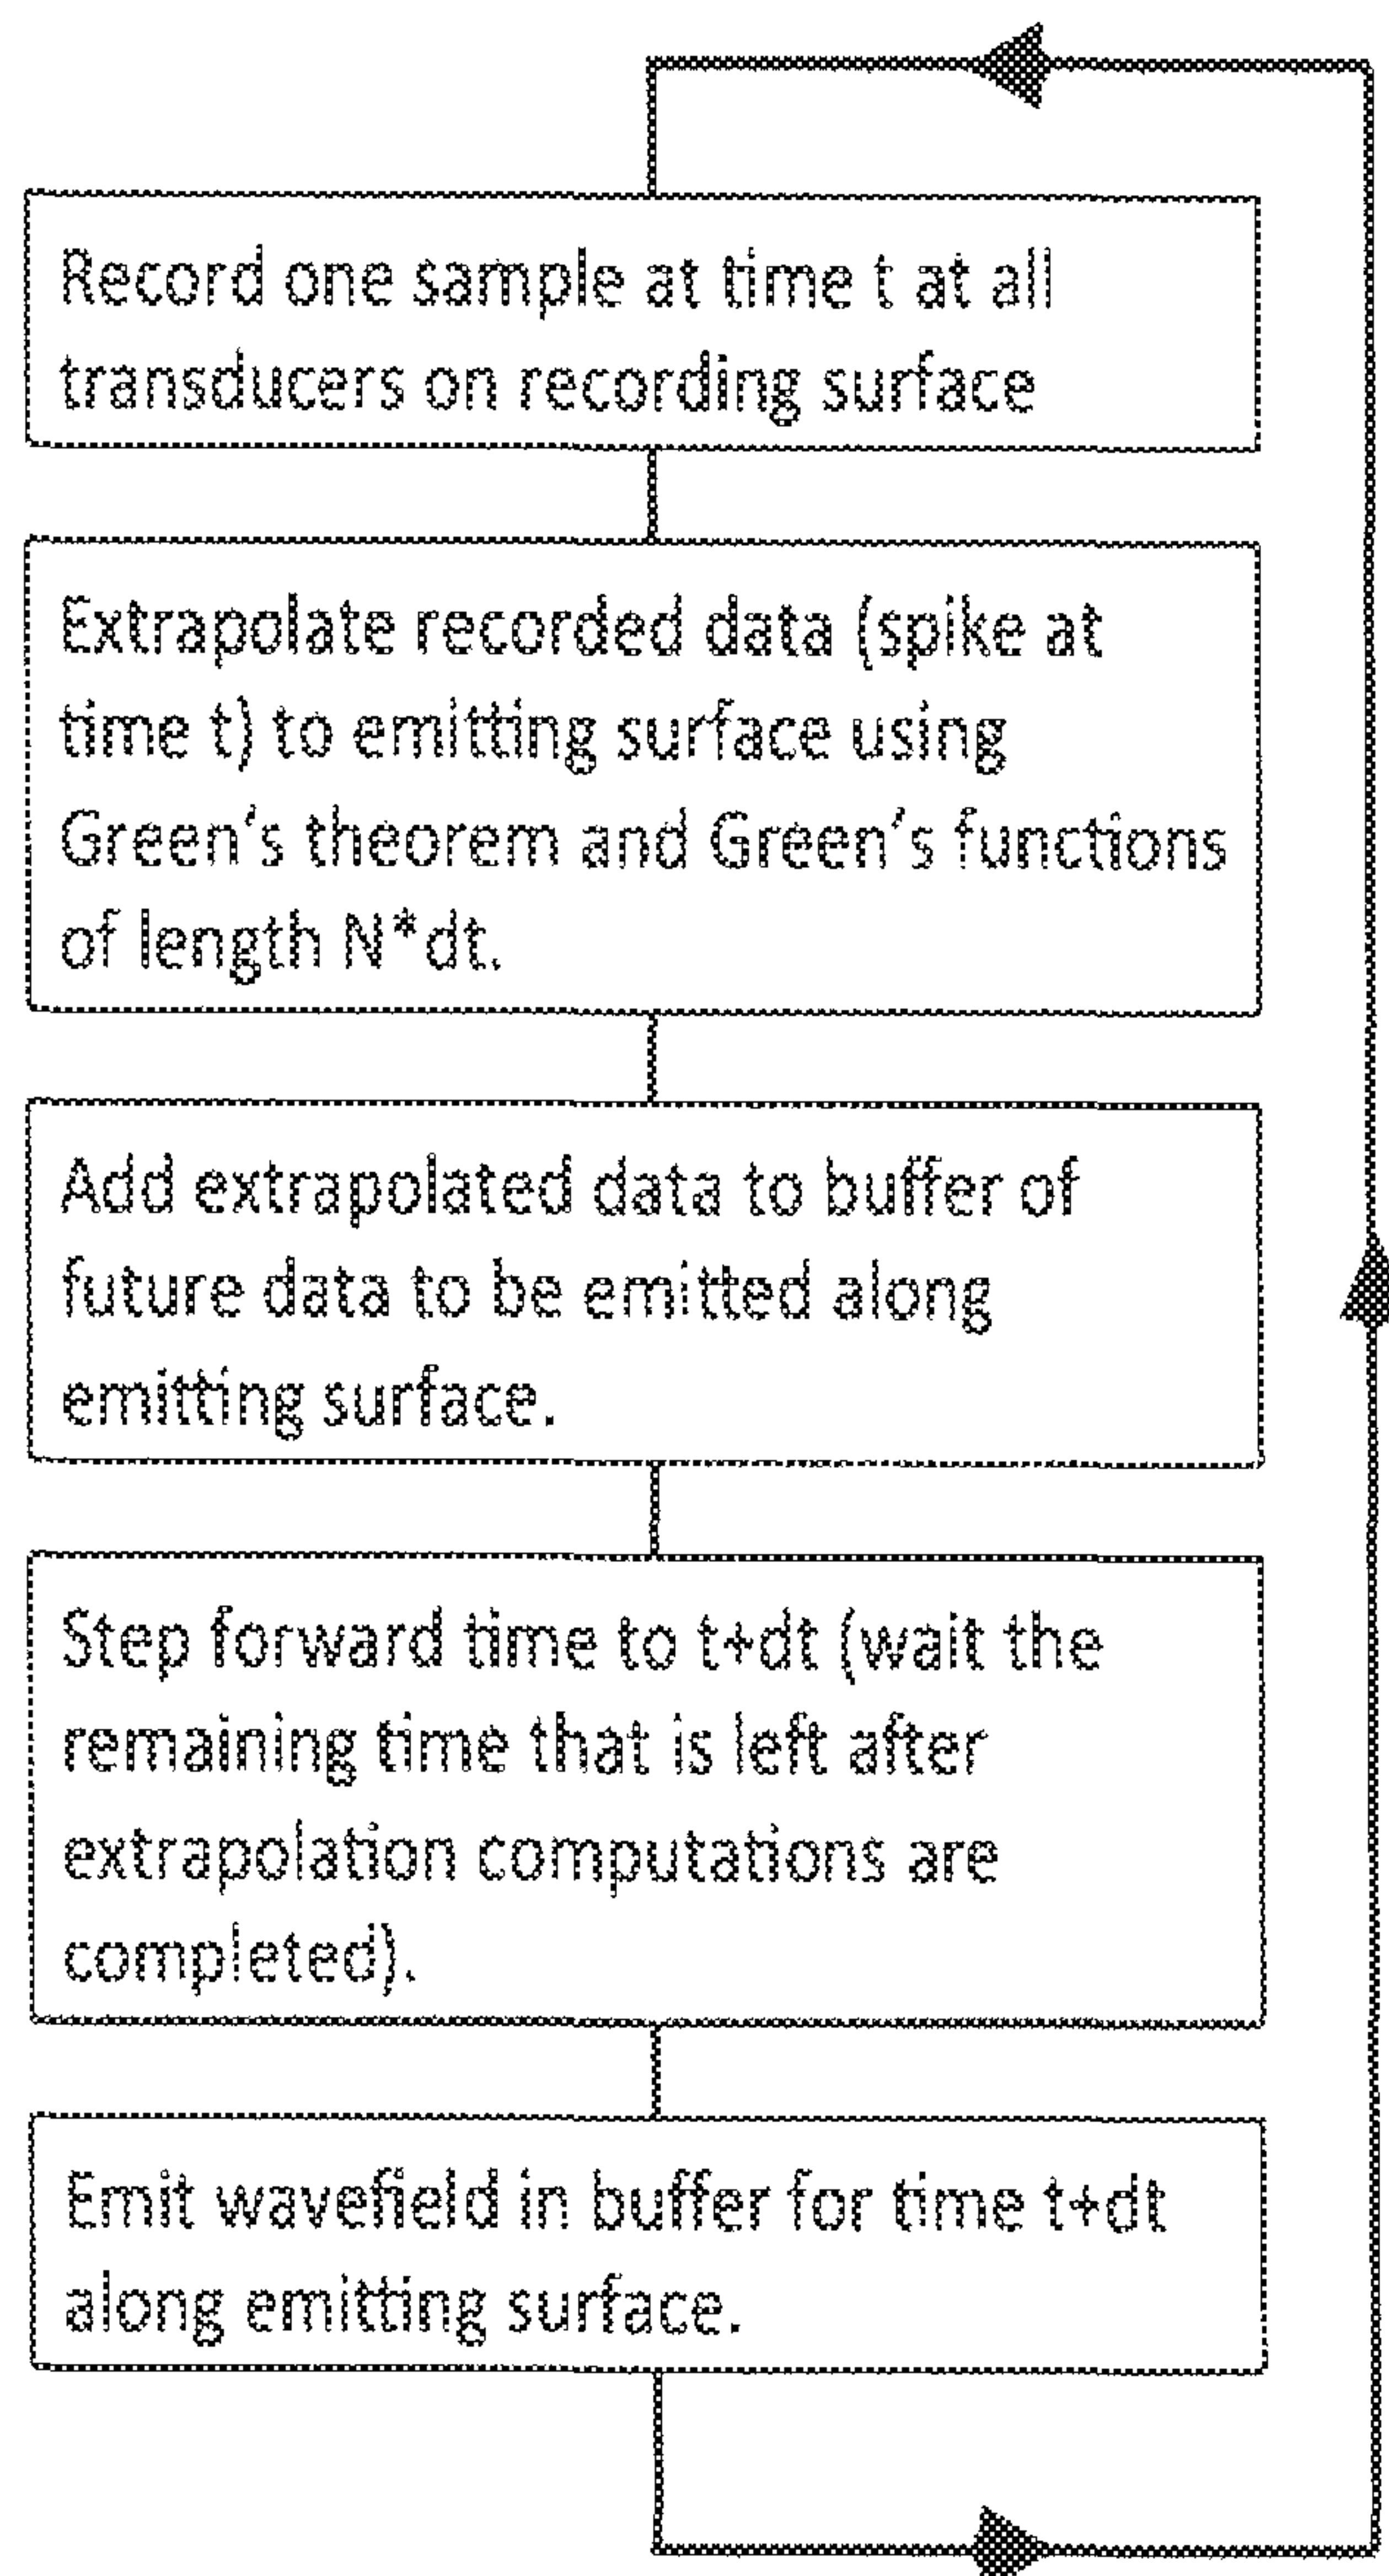 Record one sample at time t at all
transducers on recording surface
Extrapolate recorded data (spike at
time t) to emitting surface using
Green‘s theorem and Green’s functions
of length N*dt.
Add extrapolated data to buffer of
future data to be emitted along
emitting surface.
Step forward time to t+dt (wait the
remaining time that is left after
extrapolation computations are
completed).
Emit wavefield in buffer for time t+dt
along emitting surface.